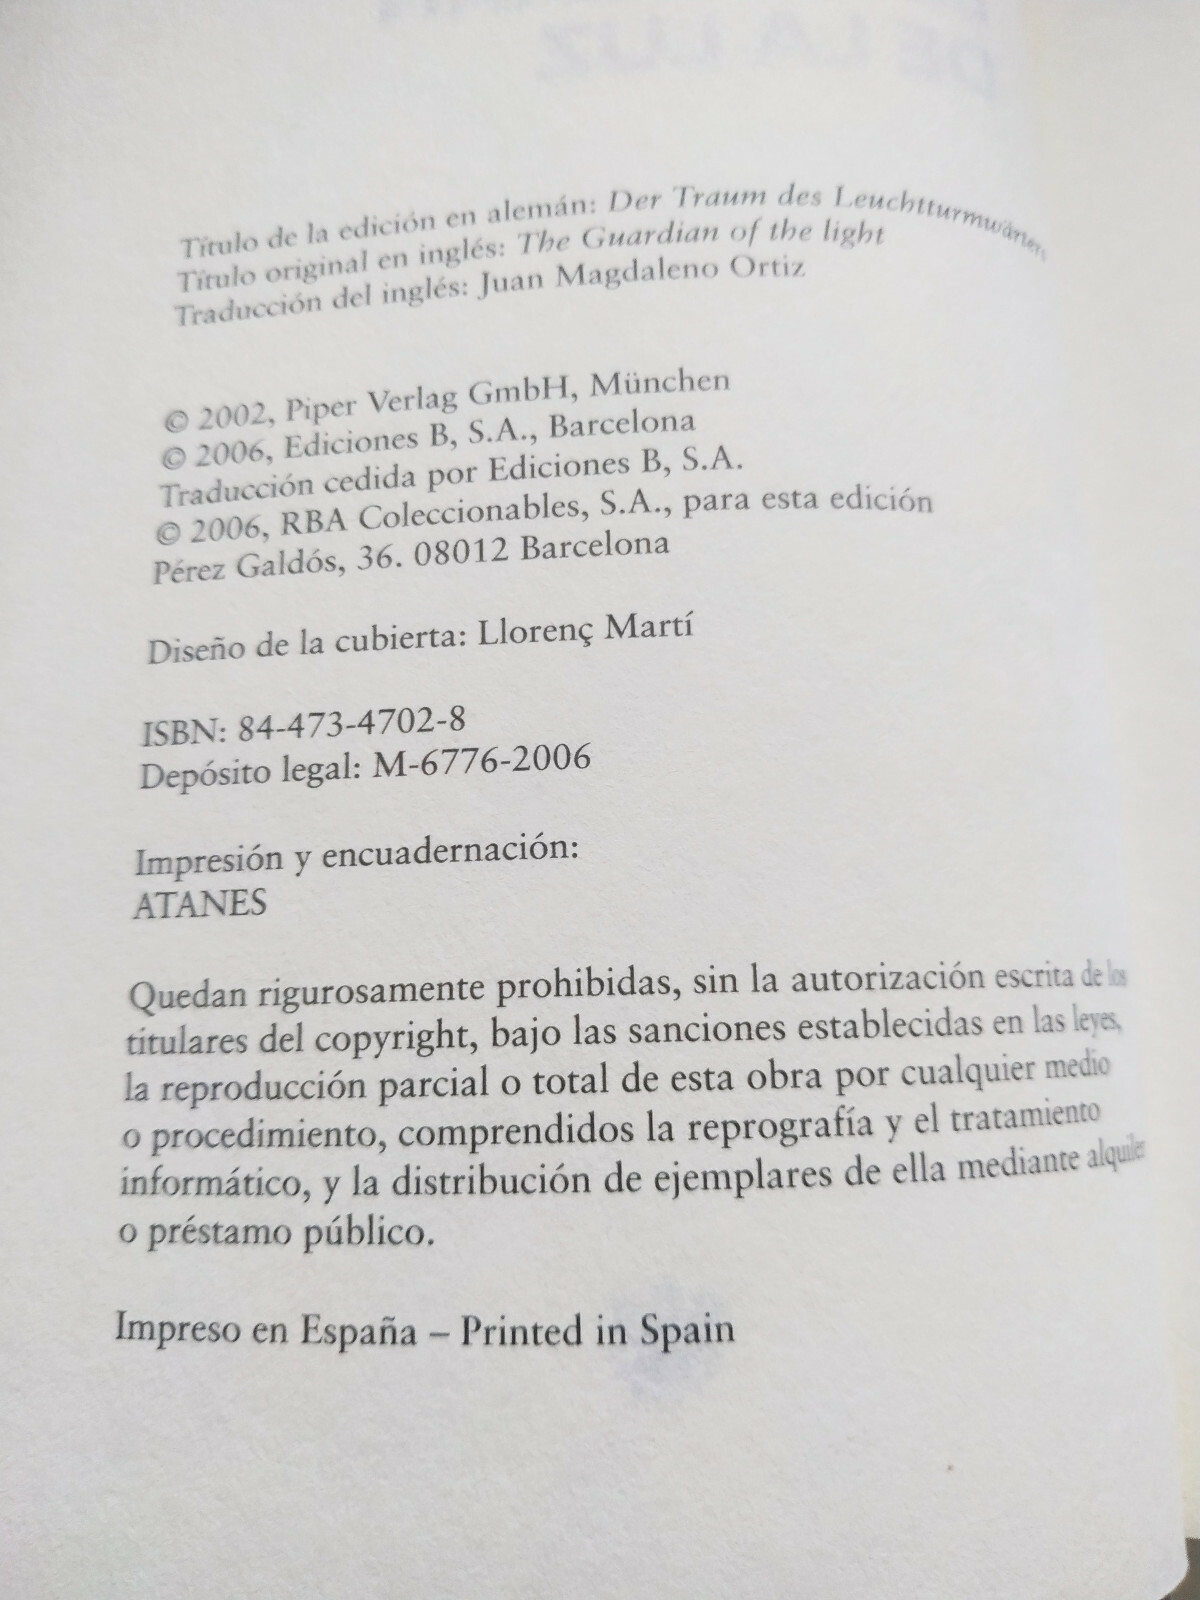 DE LA LUZ
Título de la edición en alemán: Der Traum des Leuchtturmwärters
Título original en inglés: The Guardian of the light
Traducción del inglés: Juan Magdaleno Ortiz
© 2002, Piper Verlag GmbH, München
© 2006, Ediciones B, S.A., Barcelona
Traducción cedida por Ediciones B, S.A.
© 2006, RBA Coleccionables, S.A., para esta edición
Pérez Galdós, 36. 08012 Barcelona
Diseño de la cubierta: Llorenç Martí
ISBN: 84-473-4702-8
Depósito legal: M-6776-2006
Impresión y encuadernación:
ATANES
Quedan rigurosamente prohibidas, sin la autorización escrita de los
titulares del copyright, bajo las sanciones establecidas en las leyes,
la reproducción parcial o total de esta obra por cualquier medio
o procedimiento, comprendidos la reprografía y el tratamiento
informático, y la distribución de ejemplares de ella mediante alquiler
o préstamo público.
Impreso en España – Printed in Spain